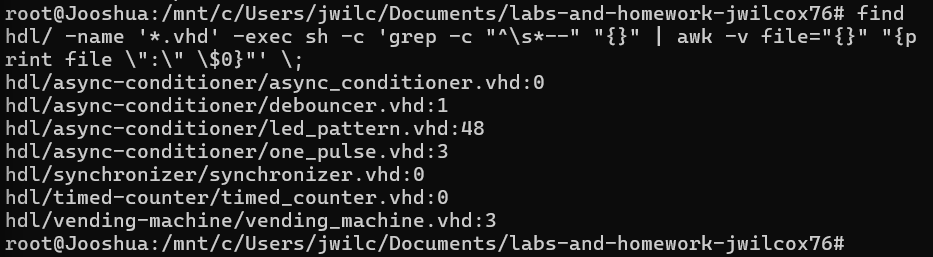 root@Jooshua:/mnt/c/Users/jwilc/Documents/labs-and-homework-jwilcox76# find
hdl/ -name '*.vhd' -exec sh -c 'grep -c "^\s*--" "{}" | awk -v file="{}" "{p
rint file \":\" \$0}"' \;
hdl/async-conditioner/async_conditioner.vhd:0
hdl/async-conditioner/debouncer.vhd:1
hdl/async-conditioner/led_pattern.vhd:48
hdl/async-conditioner/one_pulse.vhd:3
hdl/synchronizer/synchronizer.vhd:0
hdl/timed-counter/timed_counter.vhd:0
hdl/vending-machine/vending_machine.vhd:3
root@Jooshua:/mnt/c/Users/jwilc/Documents/labs-and-homework-jwilcox76#